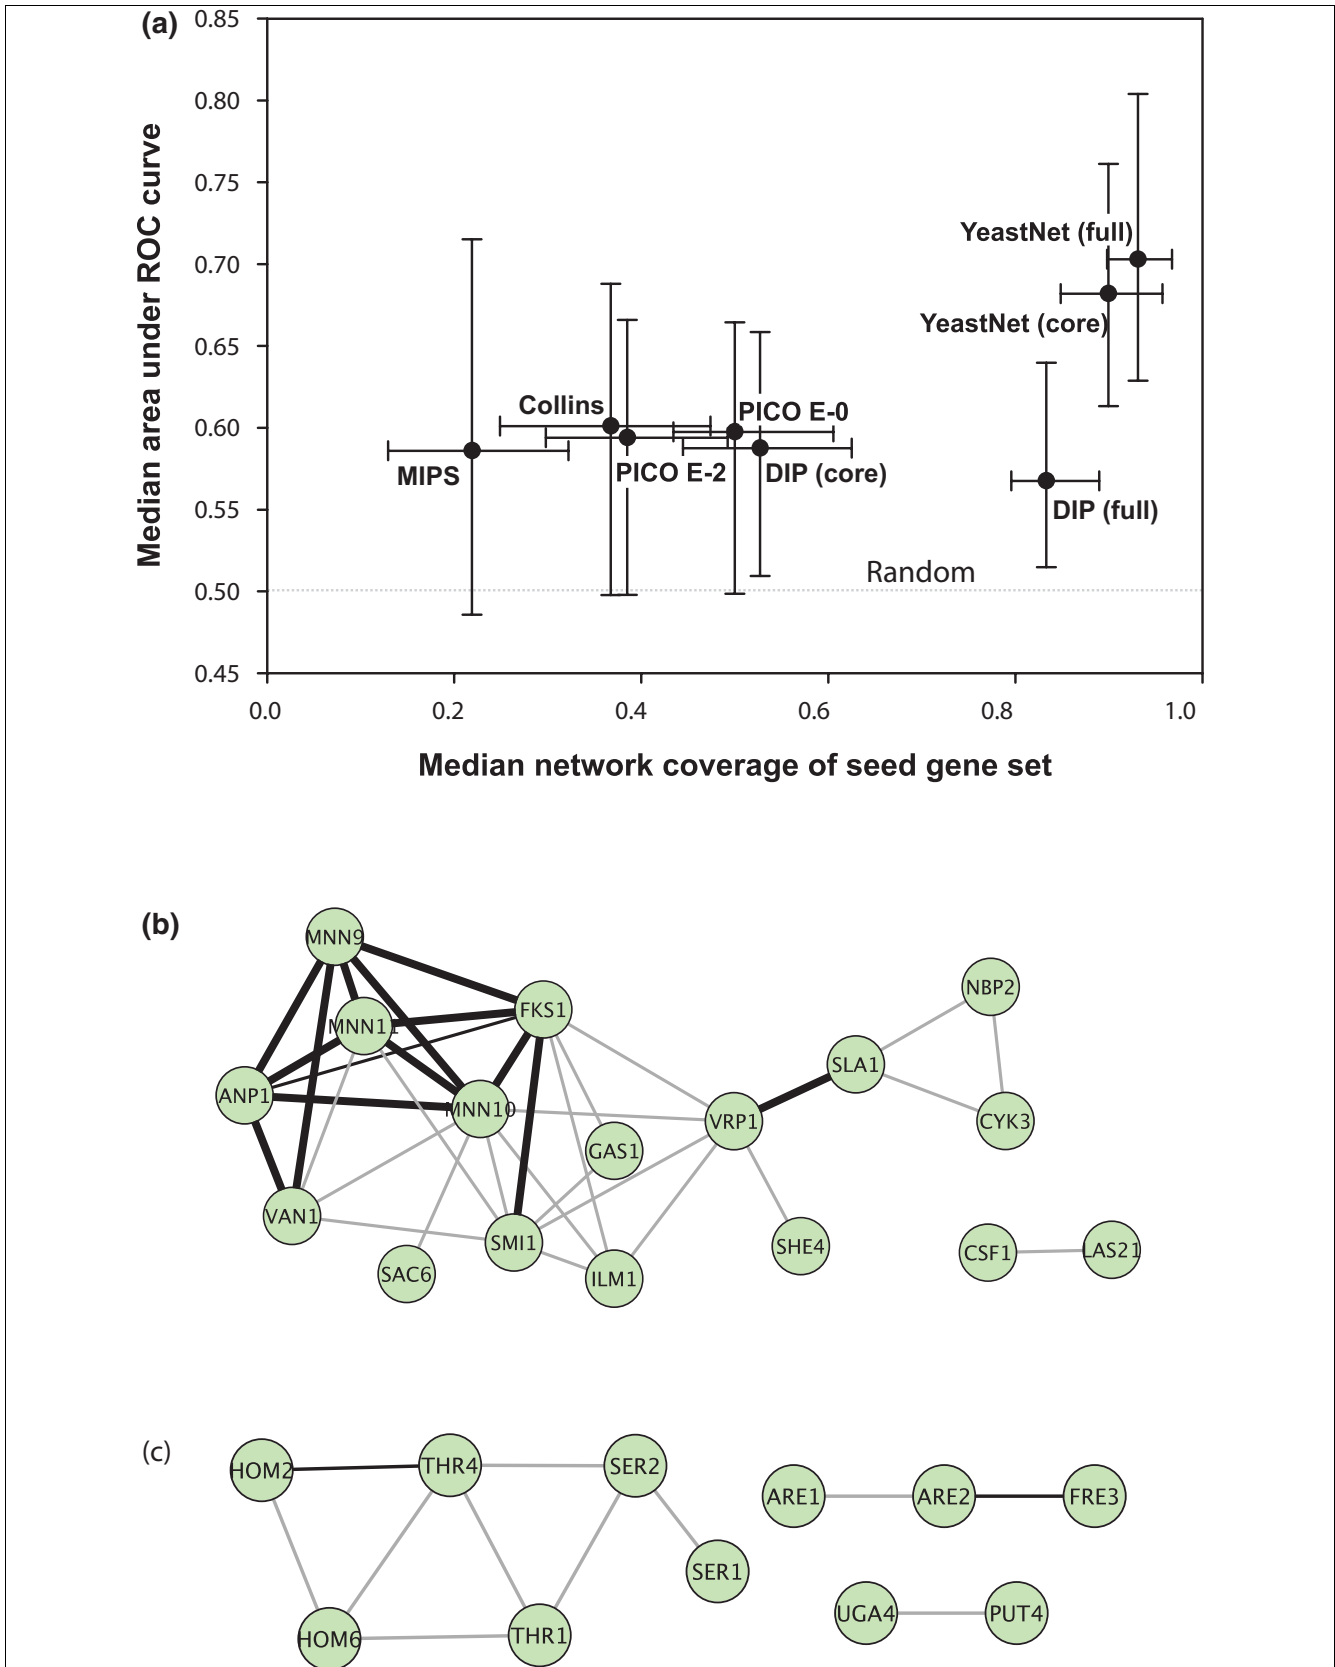 (a)
0.85
0.80
0.75
0.70
0.65
0.60
0.55
0.50
0.45
Median area under ROC curve
YeastNet (full)
YeastNet (core)
Collins
PICO E-0
MIPS
PICO E-2
DIP (core)
DIP (full)
Random
0.0 0.2 0.4 0.6 0.8 1.0
Median network coverage of seed gene set
(b)
MNN9
NBP2
FKS1
MNN11
SLA1
ANP1
MNN10
VRP1
CYK3
GAS1
VAN1
SMI1
SHE4
CSF1
LAS21
SAC6
ILM1
(c)
HOM2
THR4
SER2
ARE1
ARE2
FRE3
SER1
UGA4
PUT4
HOM6
THR1